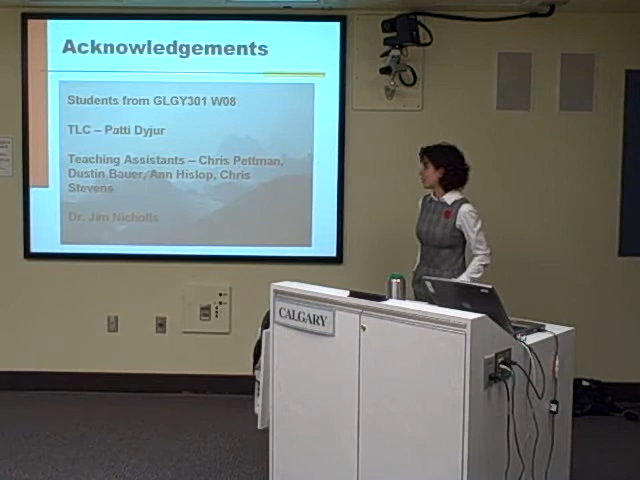 Acknowledgements
Students from GLGY301 W08
TLC – Patti Dyjur
Teaching Assistants – Chris Pettman,
Dustin Bauer, Ann Hislop, Chris
Stevens
Dr. Jim Nicholls
CALGARY